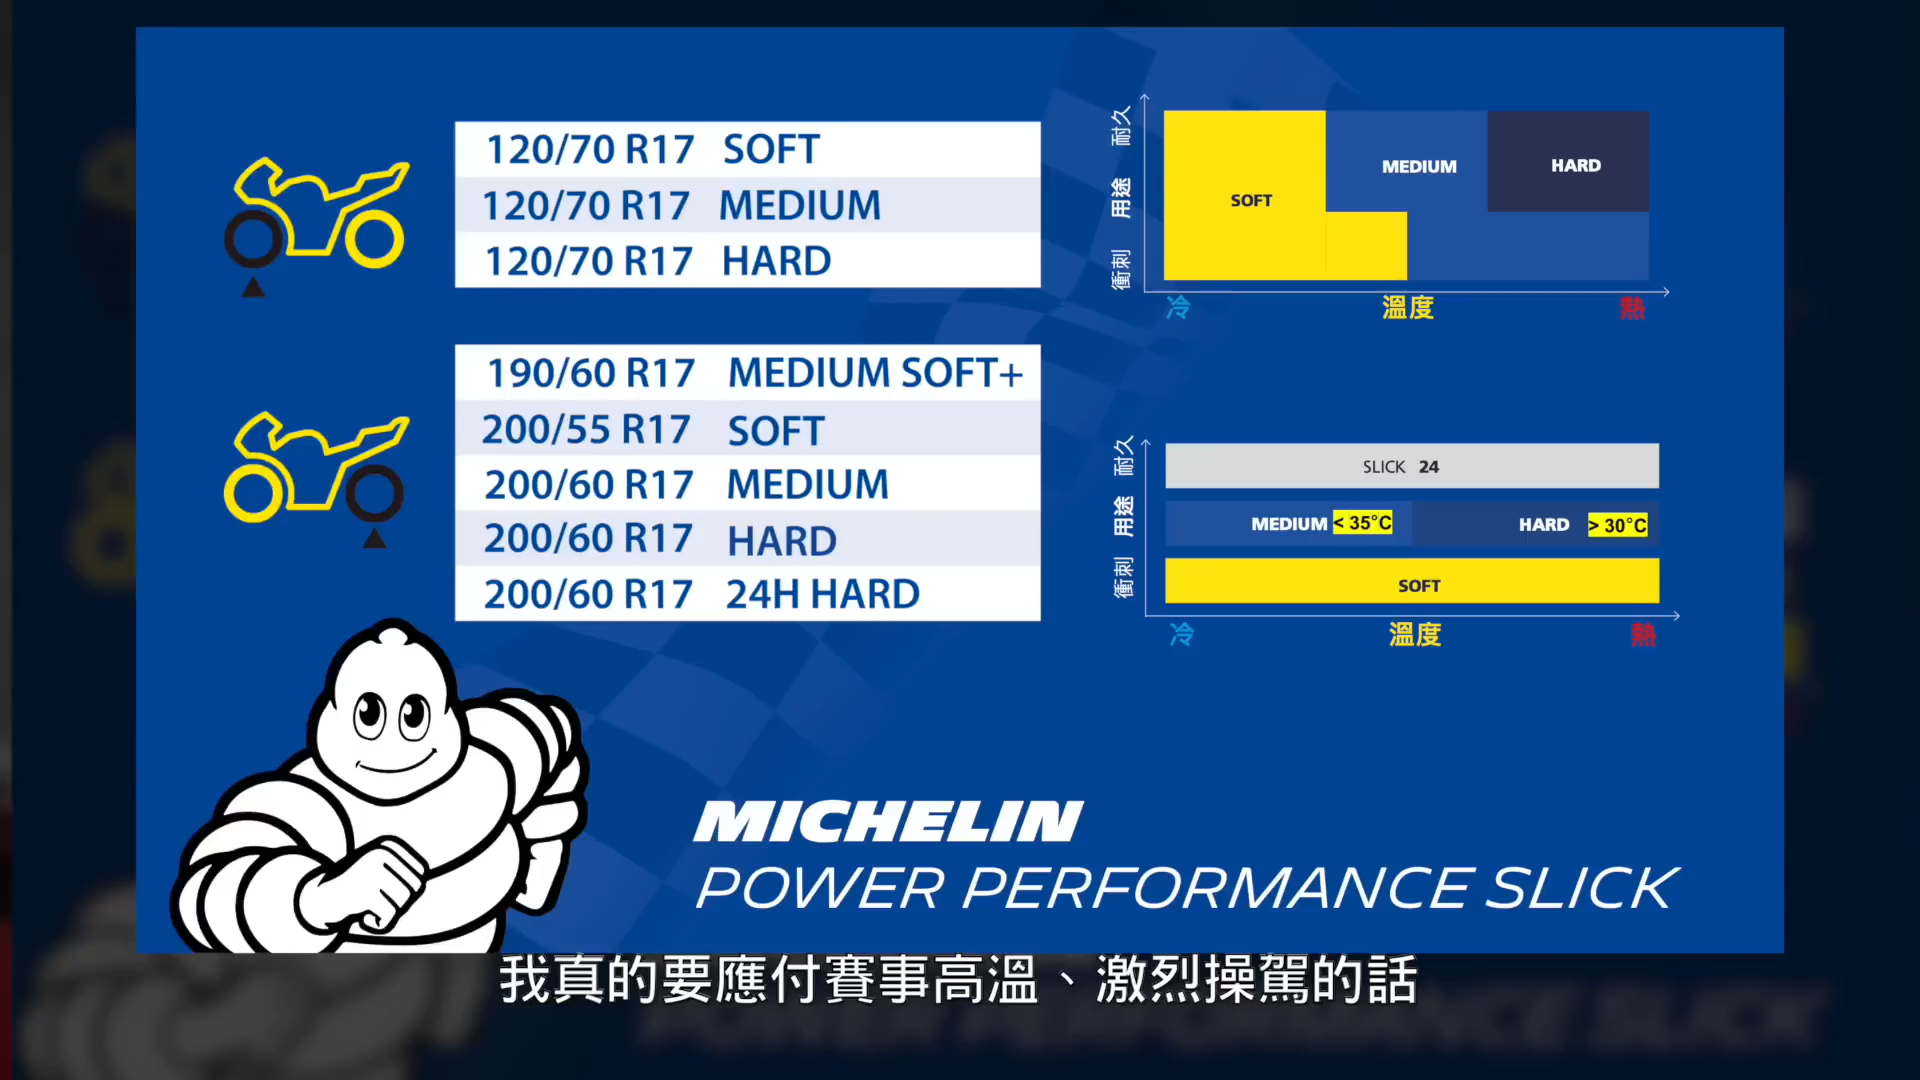 120/70 R17 SOFT
120/70 R17 MEDIUM
120/70 R17 HARD
耐久
用途
衝刺
SOFT
MEDIUM
HARD
冷
溫度
熱
190/60 R17 MEDIUM SOFT+
200/55 R17 SOFT
200/60 R17 MEDIUM
200/60 R17 HARD
200/60 R17 24H HARD
耐久
用途
衝刺
SLICK 24
MEDIUM < 35°C
HARD > 30°C
SOFT
冷
溫度
熱
MICHELIN
POWER PERFORMANCE SLICK
我真的要應付賽事高溫、激烈操駕的話